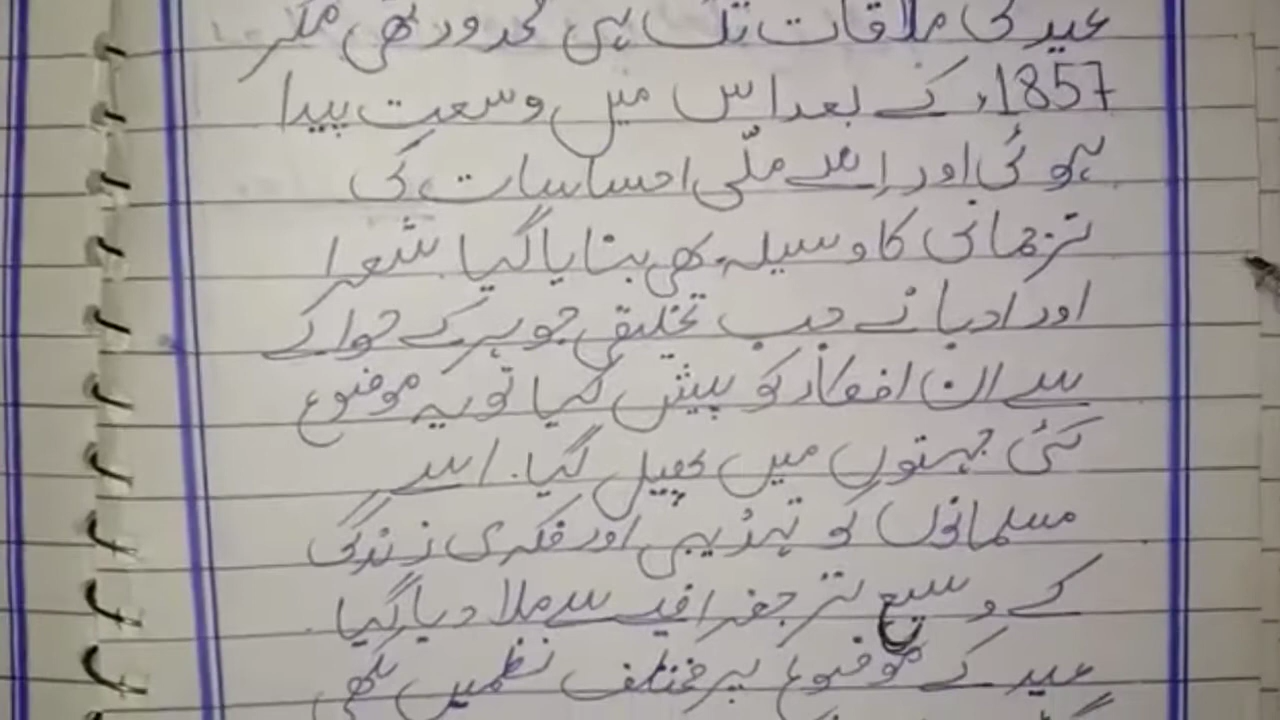 عید کی ملاقات تک ہی محدود تھی مگر
1857ء کے بعد اس میں وسعت پیدا
ہوئی اور اسے ملّی احساسات کی
ترجمانی کا وسیلہ بھی بنایا گیا۔ شعرا
اور ادبا نے جب تخلیقی جوہر کے حوالے
سے ان افکار کو پیش کیا تو یہ موضوع
کئی جہتوں میں پھیل گیا۔ اسے
مسلمانوں کو تہذیبی اور فکری زندگی
کے وسیع تر جغرافیے سے ملا دیا گیا۔
عید کے موضوع پر مختلف نظمیں لکھی